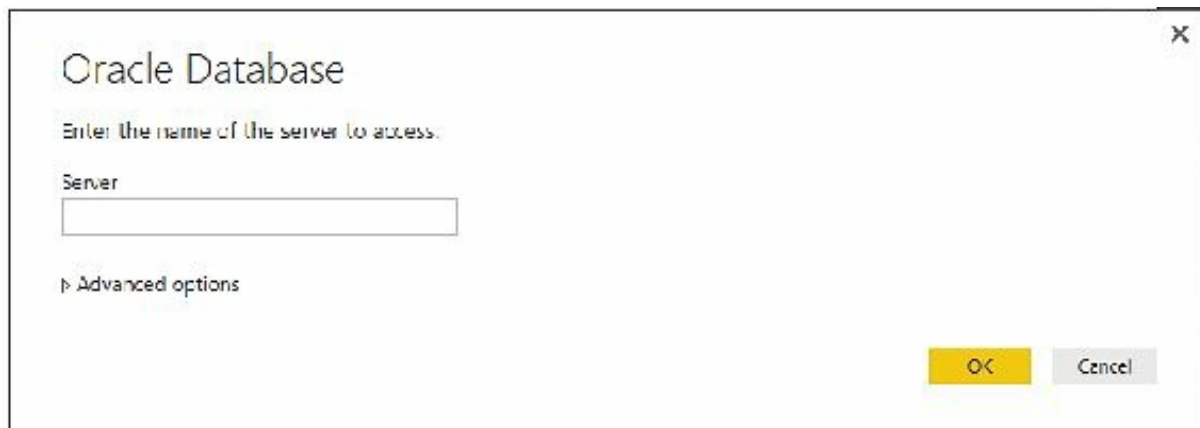 Oracle Database
Enter the name of the server to access.
Server
Advanced options
OK
Cancel